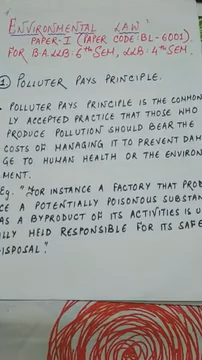 ENVIRONMENTAL LAW
PAPER-I (PAPER CODE:BL-6001)
FOR B.A.LLB:6th SEM, LLB:4th SEM.
1 POLLUTER PAYS PRINCIPLE.
POLLUTER PAYS PRINCIPLE IS THE COMMON
LY ACCEPTED PRACTICE THAT THOSE WHO
PRODUCE POLLUTION SHOULD BEAR THE
COSTS OF MANAGING IT TO PREVENT DAM
GE TO HUMAN HEALTH OR THE ENVIRON
MENT.
Eg. "FOR INSTANCE A FACTORY THAT PROD
CE A POTENTIALLY POISONOUS SUBSTAN
AS A BYPRODUCT OF ITS ACTIVITIES IS U
LLY HELD RESPONSIBLE FOR ITS SAFE
DISPOSAL".